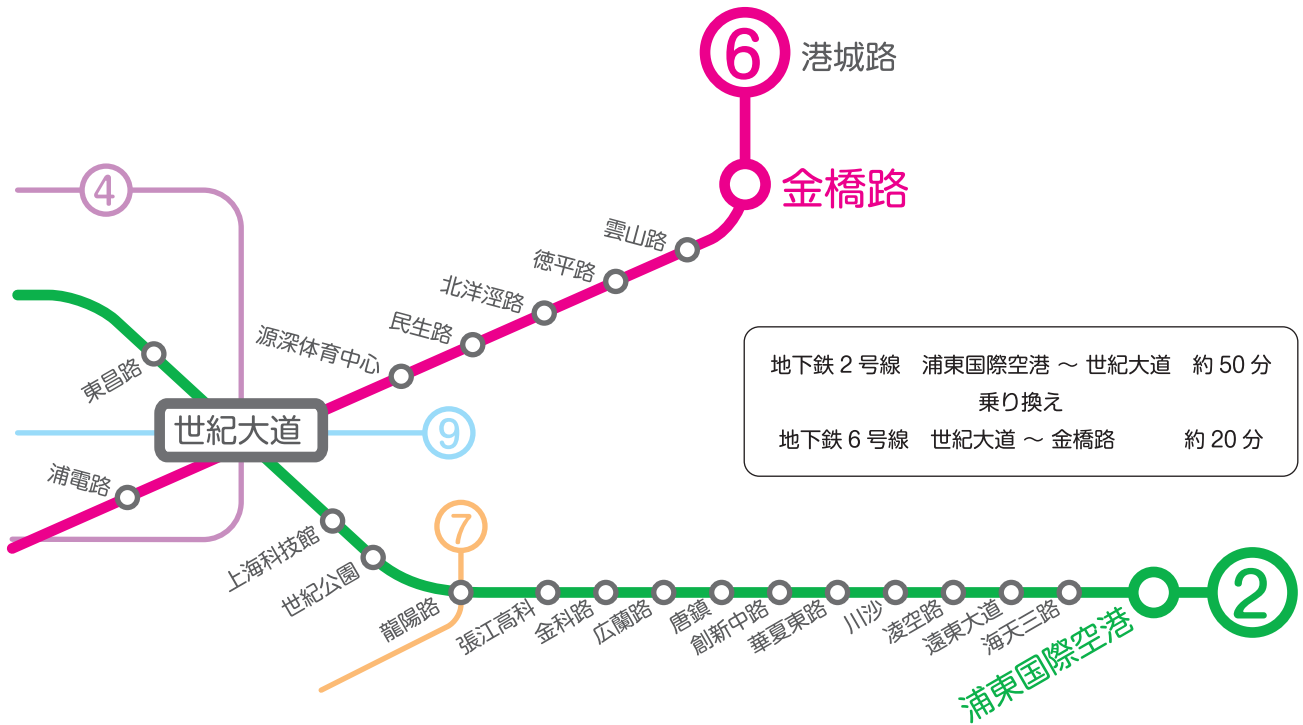 6
港城路
金橋路
雲山路
徳平路
北洋涇路
民生路
源深体育中心
4
東昌路
世紀大道
9
浦電路
地下鉄2号線　浦東国際空港 ～ 世紀大道　約50分
乗り換え
地下鉄6号線　世紀大道 ～ 金橋路　約20分
上海科技館
世紀公園
7
龍陽路
張江高科
金科路
広蘭路
唐鎮
創新中路
華夏東路
川沙
凌空路
遠東大道
海天三路
浦東国際空港
2